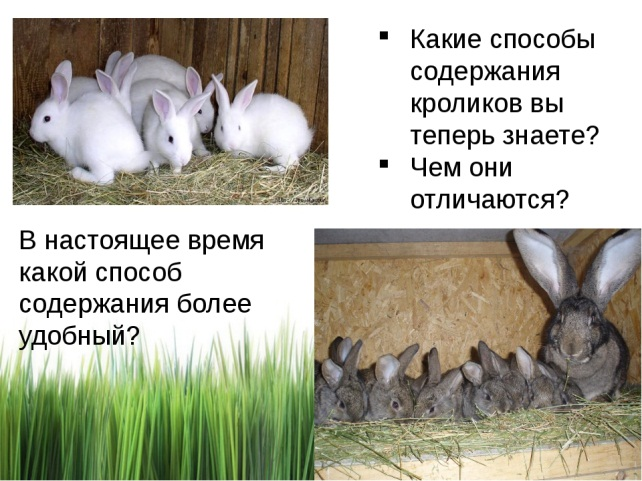 ▪ Какие способы
содержания
кроликов вы
теперь знаете?
▪ Чем они
отличаются?
В настоящее время
какой способ
содержания более
удобный?